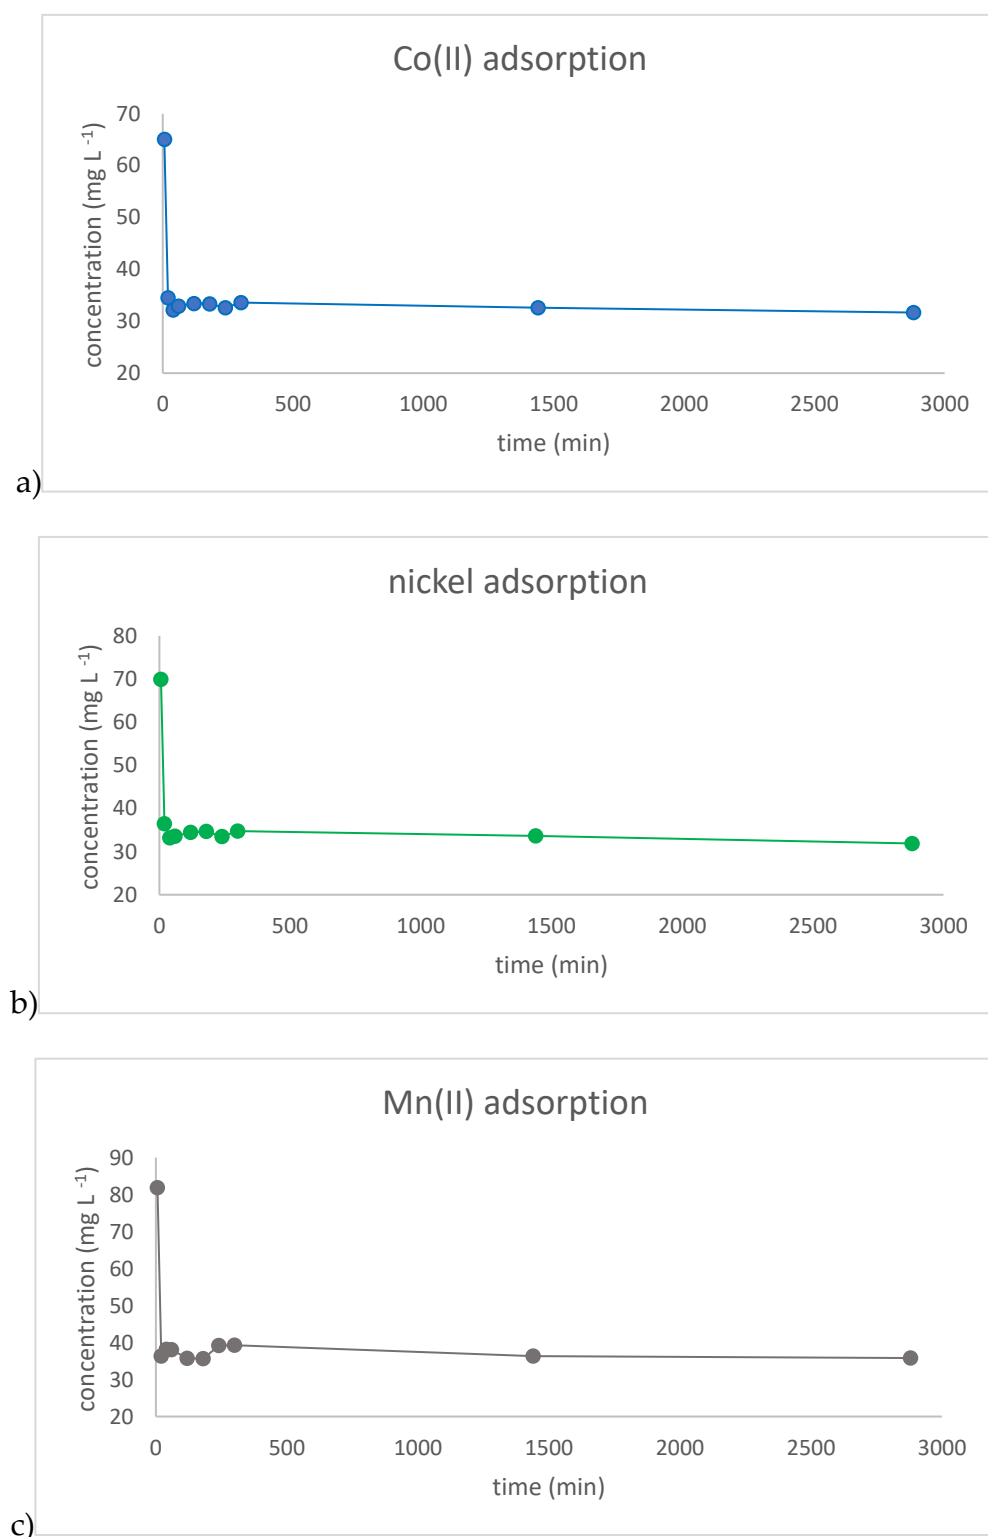 Co(II) adsorption
70
60
50
40
30
20
concentration (mg L -1)
0 500 1000 1500 2000 2500 3000
time (min)
a)
nickel adsorption
80
70
60
50
40
30
20
concentration (mg L -1)
0 500 1000 1500 2000 2500 3000
time (min)
b)
Mn(II) adsorption
90
80
70
60
50
40
30
20
concentration (mg L -1)
0 500 1000 1500 2000 2500 3000
time (min)
c)